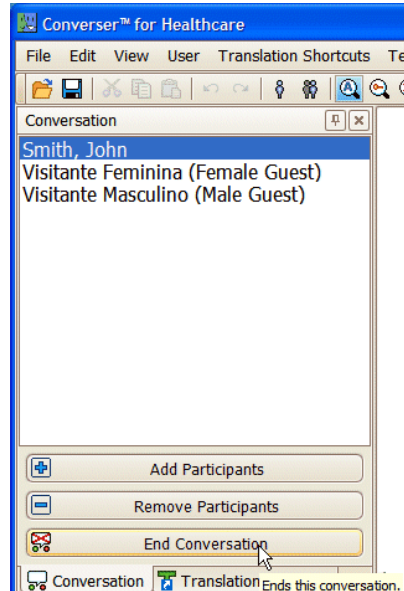 Converser™ for Healthcare
File Edit View User Translation Shortcuts Te
Conversation
Smith, John
Visitante Feminina (Female Guest)
Visitante Masculino (Male Guest)
Add Participants
Remove Participants
End Conversation
Conversation Translation
Ends this conversation.